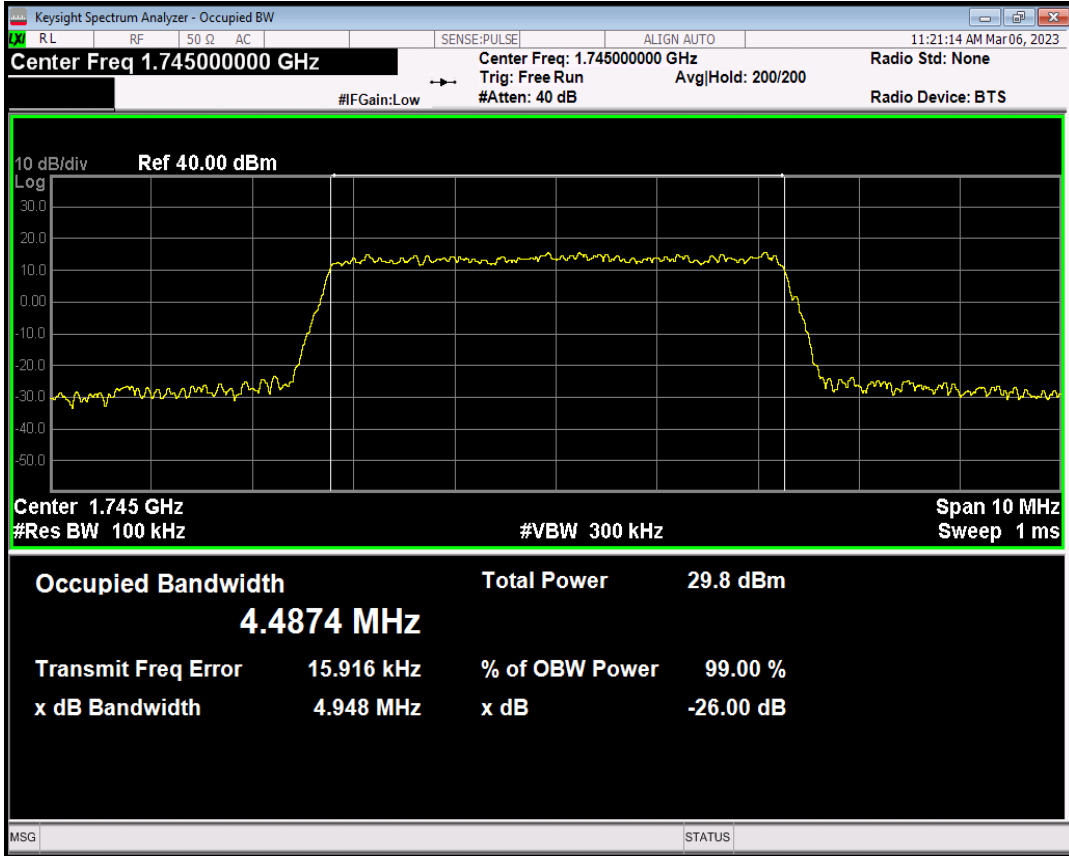 Keysight Spectrum Analyzer - Occupied BW
LXI RL RF 50 Ω AC SENSE:PULSE ALIGN AUTO 11:21:14 AM Mar 06, 2023
Center Freq 1.745000000 GHz Center Freq: 1.745000000 GHz Radio Std: None
Trig: Free Run Avg|Hold: 200/200
#IFGain:Low #Atten: 40 dB Radio Device: BTS
10 dB/div Ref 40.00 dBm
Log
30.0
20.0
10.0
0.00
-10.0
-20.0
-30.0
-40.0
-50.0
Center 1.745 GHz Span 10 MHz
#Res BW 100 kHz #VBW 300 kHz Sweep 1 ms
Occupied Bandwidth Total Power 29.8 dBm
4.4874 MHz
Transmit Freq Error 15.916 kHz % of OBW Power 99.00 %
x dB Bandwidth 4.948 MHz x dB -26.00 dB
MSG STATUS